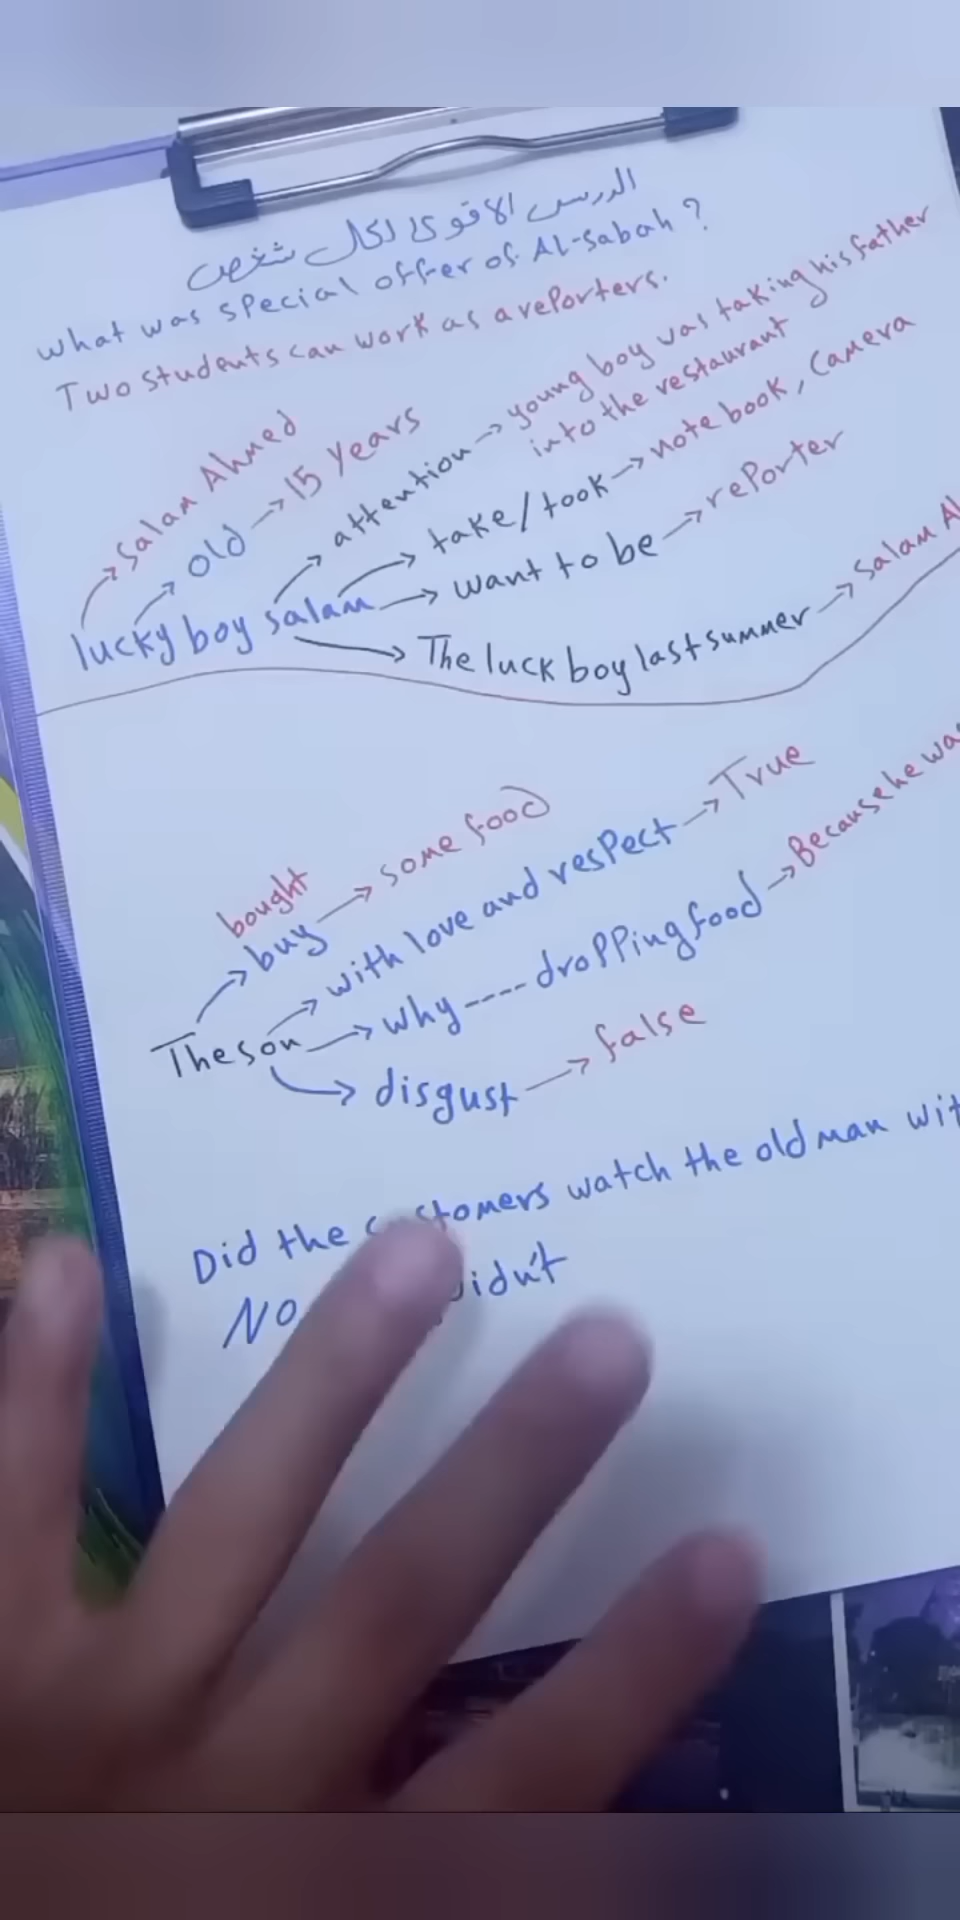 الدرس الاقوى لكل شخص
what was special offer of AL-sabah ?
Two students can work as a reporters.
lucky boy salam
→ Salam Ahmed
→ old → 15 years
→ attention → young boy was taking his father
into the restaurant
→ take/took → note book, camera
→ want to be → reporter
→ The luck boy last summer → Salam
The son
bought
→ buy → some food
→ with love and respect → True
→ why ---- dropping food → Because he
→ disgust → false
Did the customers watch the old man
No didn't